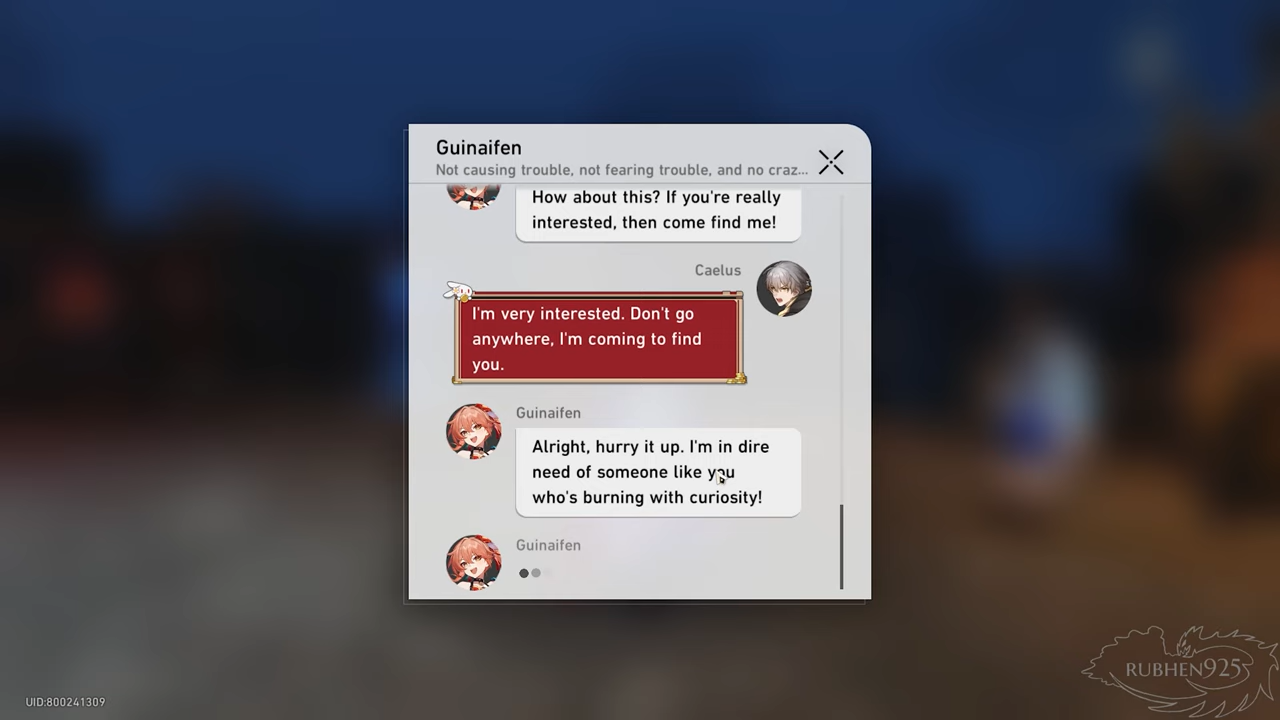 Guinaifen
Not causing trouble, not fearing trouble, and no craz...
How about this? If you're really
interested, then come find me!
Caelus
I'm very interested. Don't go
anywhere, I'm coming to find
you.
Guinaifen
Alright, hurry it up. I'm in dire
need of someone like you
who's burning with curiosity!
Guinaifen
RUBHEN925
UID:800241309